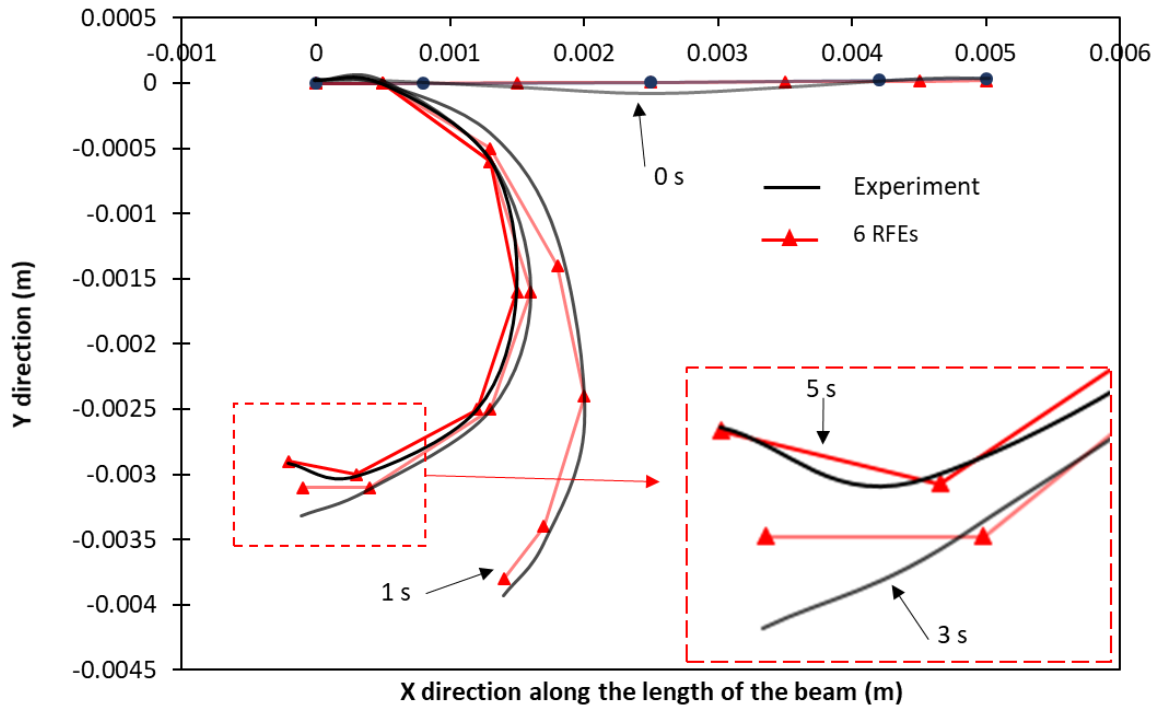 0.0005
-0.001 0 0.001 0.002 0.003 0.004 0.005 0.006
0
-0.0005
0 s
Experiment
-0.001
6 RFEs
-0.0015
-0.002
5 s
-0.0025
-0.003
-0.0035
1 s
-0.004
3 s
-0.0045
Y direction (m)
X direction along the length of the beam (m)